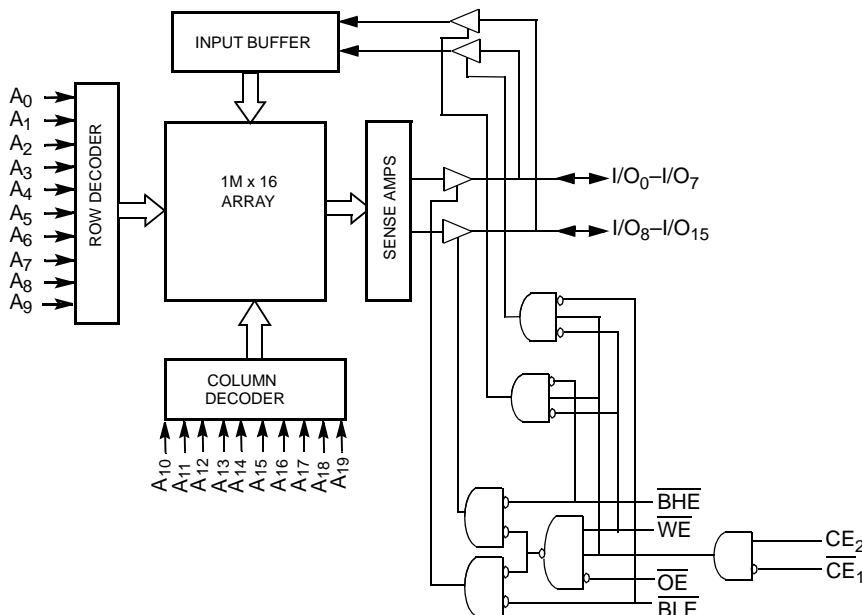 INPUT BUFFER
A0
A1
A2
A3
A4
A5
A6
A7
A8
A9
ROW DECODER
1M x 16
ARRAY
SENSE AMPS
I/O0–I/O7
I/O8–I/O15
COLUMN
DECODER
A10
A11
A12
A13
A14
A15
A16
A17
A18
A19
BHE
WE
CE2
CE1
OE
BLE